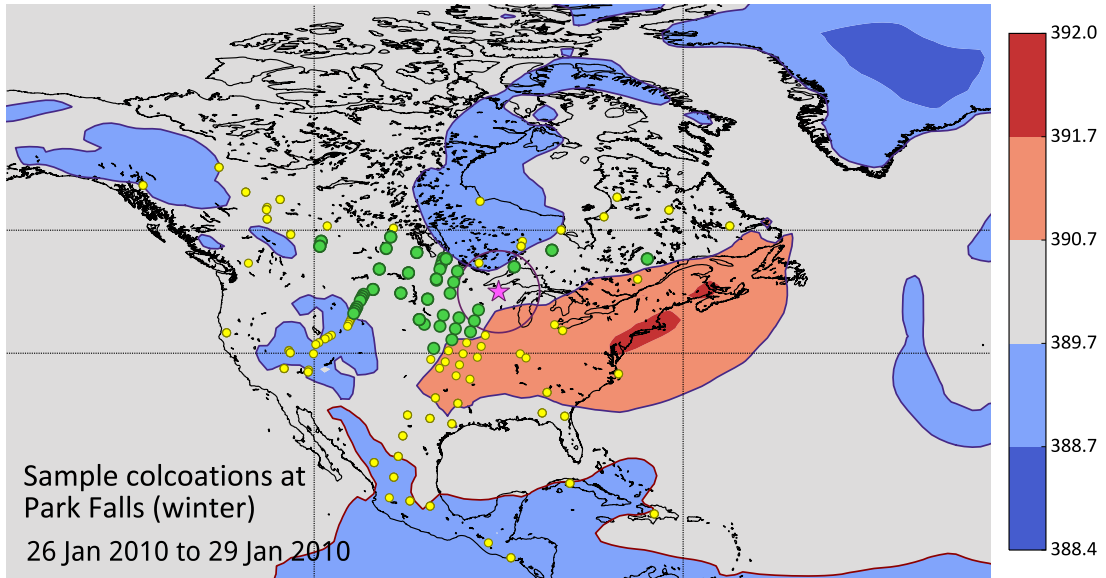 Sample colcoations at
Park Falls (winter)
26 Jan 2010 to 29 Jan 2010
392.0
391.7
390.7
389.7
388.7
388.4